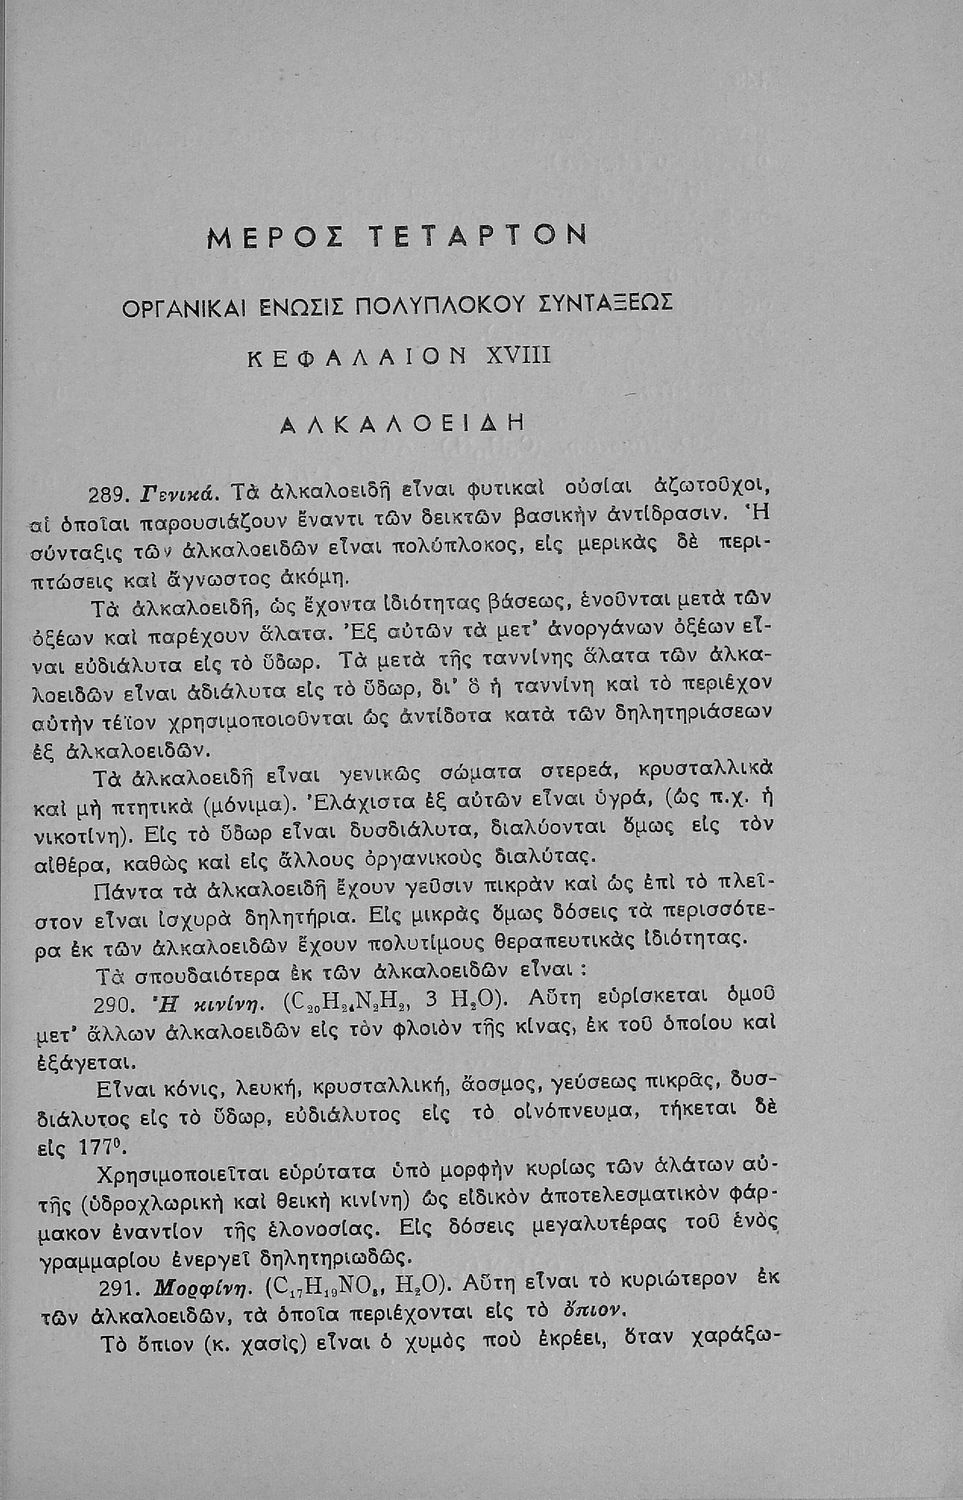 ΜΕΡΟΣ ΤΕΤΑΡΤΟΝ
ΟΡΓΑΝΙΚΑΙ ΕΝΩΣΙΣ ΠΟΛΥΠΛΟΚΟΥ ΣΥΝΤΑΞΕΩΣ
ΚΕΦΑΛΑΙΟΝ XVIII
ΑΛΚΑΛΟΕΙΔΗ
289. Γενικά. Τὰ ἀλκαλοειδῆ εἶναι φυτικαὶ οὐσίαι ἀζωτοῦχοι,
αἱ ὁποῖαι παρουσιάζουν ἔναντι τῶν δεικτῶν βασικὴν ἀντίδρασιν. Ἡ
σύνταξις τῶν ἀλκαλοειδῶν εἶναι πολύπλοκος, εἰς μερικὰς δὲ περι-
πτώσεις καὶ ἄγνωστος ἀκόμη.
Τὰ ἀλκαλοειδῆ, ὡς ἔχοντα ἰδιότητας βάσεως, ἑνοῦνται μετὰ τῶν
ὀξέων καὶ παρέχουν ἅλατα. Ἐξ αὐτῶν τὰ μετ' ἀνοργάνων ὀξέων εἶ-
ναι εὐδιάλυτα εἰς τὸ ὕδωρ. Τὰ μετὰ τῆς ταννίνης ἅλατα τῶν ἀλκα-
λοειδῶν εἶναι ἀδιάλυτα εἰς τὸ ὕδωρ, δι' ὃ ἡ ταννίνη καὶ τὸ περιέχον
αὐτὴν τέϊον χρησιμοποιοῦνται ὡς ἀντίδοτα κατὰ τῶν δηλητηριάσεων
ἐξ ἀλκαλοειδῶν.
Τὰ ἀλκαλοειδῆ εἶναι γενικῶς σώματα στερεά, κρυσταλλικὰ
καὶ μὴ πτητικὰ (μόνιμα). Ἐλάχιστα ἐξ αὐτῶν εἶναι ὑγρά, (ὡς π.χ. ἡ
νικοτίνη). Εἰς τὸ ὕδωρ εἶναι δυσδιάλυτα, διαλύονται ὅμως εἰς τὸν
αἰθέρα, καθὼς καὶ εἰς ἄλλους ὀργανικοὺς διαλύτας.
Πάντα τὰ ἀλκαλοειδῆ ἔχουν γεῦσιν πικρὰν καὶ ὡς ἐπὶ τὸ πλεῖ-
στον εἶναι ἰσχυρὰ δηλητήρια. Εἰς μικρὰς ὅμως δόσεις τὰ περισσότε-
ρα ἐκ τῶν ἀλκαλοειδῶν ἔχουν πολυτίμους θεραπευτικὰς ἰδιότητας.
Τὰ σπουδαιότερα ἐκ τῶν ἀλκαλοειδῶν εἶναι :
290. Ἡ κινίνη. (C₂₀H₂₄N₂H₂, 3 H₂O). Αὕτη εὑρίσκεται ὁμοῦ
μετ' ἄλλων ἀλκαλοειδῶν εἰς τὸν φλοιὸν τῆς κίνας, ἐκ τοῦ ὁποίου καὶ
ἐξάγεται.
Εἶναι κόνις, λευκή, κρυσταλλική, ἄοσμος, γεύσεως πικρᾶς, δυσ-
διάλυτος εἰς τὸ ὕδωρ, εὐδιάλυτος εἰς τὸ οἰνόπνευμα, τήκεται δὲ
εἰς 177⁰.
Χρησιμοποιεῖται εὐρύτατα ὑπὸ μορφὴν κυρίως τῶν ἁλάτων αὐ-
τῆς (ὑδροχλωρικὴ καὶ θεικὴ κινίνη) ὡς εἰδικὸν ἀποτελεσματικὸν φάρ-
μακον ἐναντίον τῆς ἑλονοσίας. Εἰς δόσεις μεγαλυτέρας τοῦ ἑνὸς
γραμμαρίου ἐνεργεῖ δηλητηριωδῶς.
291. Μορφίνη. (C₁₇H₁₉NO₃, H₂O). Αὕτη εἶναι τὸ κυριώτερον ἐκ
τῶν ἀλκαλοειδῶν, τὰ ὁποῖα περιέχονται εἰς τὸ ὄπιον.
Τὸ ὄπιον (κ. χασὶς) εἶναι ὁ χυμὸς ποὺ ἐκρέει, ὅταν χαράξω-